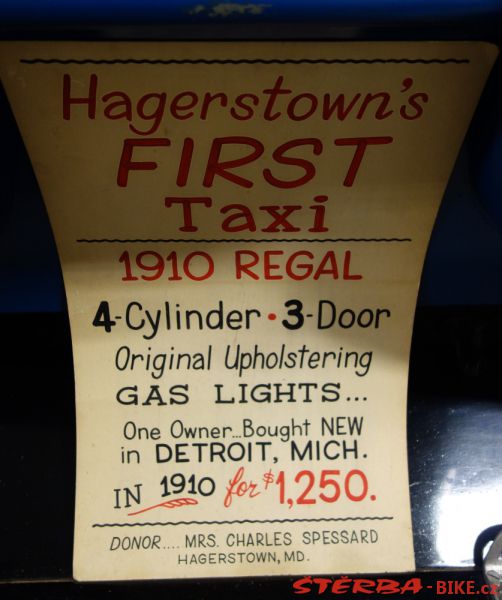 Hagerstown's
FIRST
Taxi
1910 REGAL
4-Cylinder • 3-Door
Original Upholstering
GAS LIGHTS...
One Owner...Bought NEW
in DETROIT, MICH.
IN 1910 for $1,250.
DONOR.... MRS. CHARLES SPESSARD
HAGERSTOWN, MD.
STĚRBA-BIKE.cz